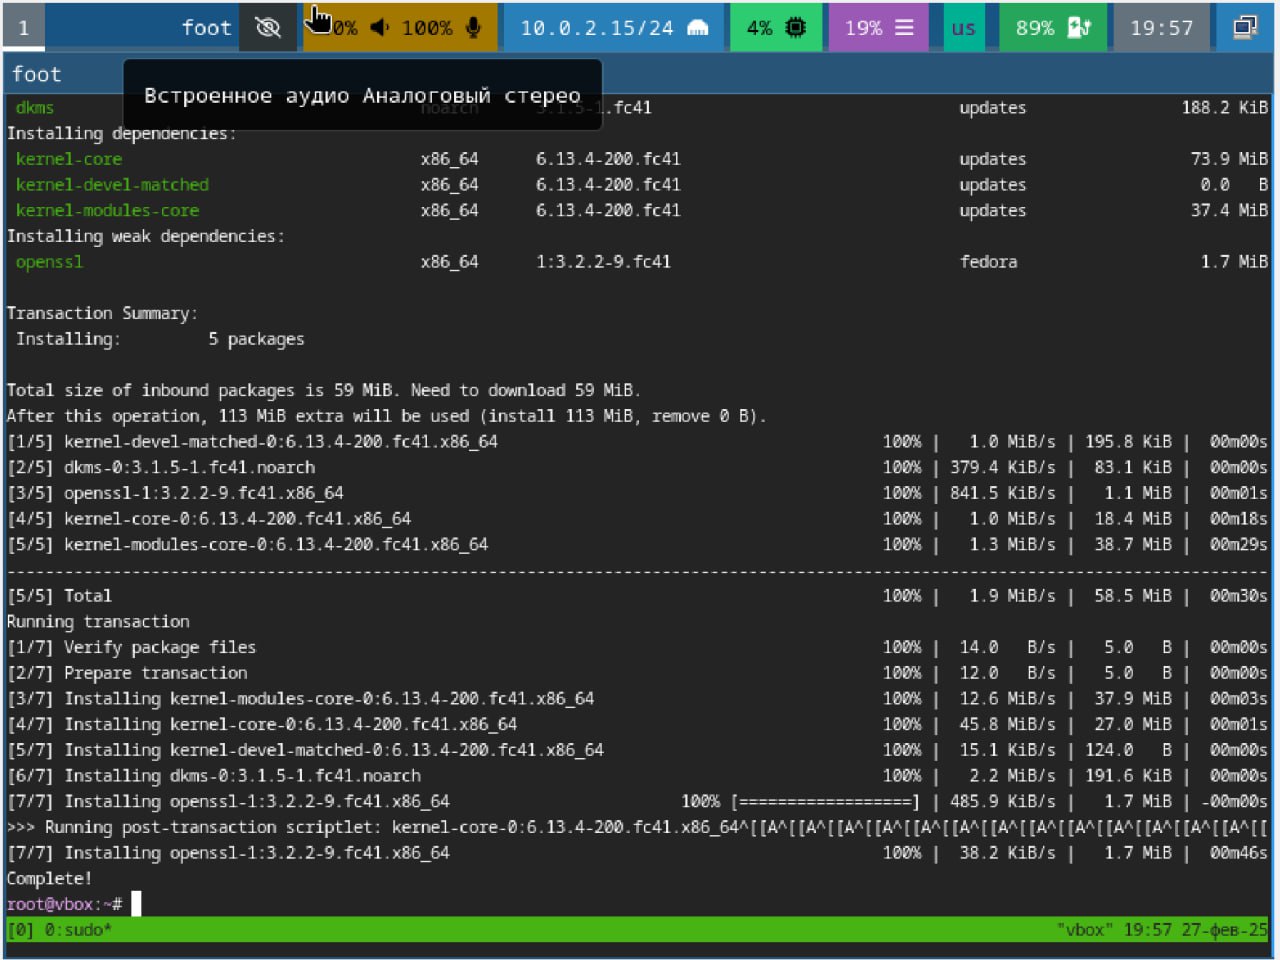 1 foot 0% 100% 10.0.2.15/24 4% 19% us 89% 19:57
foot
Встроенное аудио Аналоговый стерео
dkms noarch 3.1.5-1.fc41 updates 188.2 KiB
Installing dependencies:
kernel-core x86_64 6.13.4-200.fc41 updates 73.9 MiB
kernel-devel-matched x86_64 6.13.4-200.fc41 updates 0.0 B
kernel-modules-core x86_64 6.13.4-200.fc41 updates 37.4 MiB
Installing weak dependencies:
openssl x86_64 1:3.2.2-9.fc41 fedora 1.7 MiB
Transaction Summary:
Installing: 5 packages
Total size of inbound packages is 59 MiB. Need to download 59 MiB.
After this operation, 113 MiB extra will be used (install 113 MiB, remove 0 B).
[1/5] kernel-devel-matched-0:6.13.4-200.fc41.x86_64 100% | 1.0 MiB/s | 195.8 KiB | 00m00s
[2/5] dkms-0:3.1.5-1.fc41.noarch 100% | 379.4 KiB/s | 83.1 KiB | 00m00s
[3/5] openssl-1:3.2.2-9.fc41.x86_64 100% | 841.5 KiB/s | 1.1 MiB | 00m01s
[4/5] kernel-core-0:6.13.4-200.fc41.x86_64 100% | 1.0 MiB/s | 18.4 MiB | 00m18s
[5/5] kernel-modules-core-0:6.13.4-200.fc41.x86_64 100% | 1.3 MiB/s | 38.7 MiB | 00m29s
-----------------------------------------------------------------------------------------------------------------------------------
[5/5] Total 100% | 1.9 MiB/s | 58.5 MiB | 00m30s
Running transaction
[1/7] Verify package files 100% | 14.0 B/s | 5.0 B | 00m00s
[2/7] Prepare transaction 100% | 12.0 B/s | 5.0 B | 00m00s
[3/7] Installing kernel-modules-core-0:6.13.4-200.fc41.x86_64 100% | 12.6 MiB/s | 37.9 MiB | 00m03s
[4/7] Installing kernel-core-0:6.13.4-200.fc41.x86_64 100% | 45.8 MiB/s | 27.0 MiB | 00m01s
[5/7] Installing kernel-devel-matched-0:6.13.4-200.fc41.x86_64 100% | 15.1 KiB/s | 124.0 B | 00m00s
[6/7] Installing dkms-0:3.1.5-1.fc41.noarch 100% | 2.2 MiB/s | 191.6 KiB | 00m00s
[7/7] Installing openssl-1:3.2.2-9.fc41.x86_64 100% [==================] | 485.9 KiB/s | 1.7 MiB | -00m00s
>>> Running post-transaction scriptlet: kernel-core-0:6.13.4-200.fc41.x86_64^[[A^[[A^[[A^[[A^[[A^[[A^[[A^[[A^[[A^[[A^[[A^[[A^[[A^[[
[7/7] Installing openssl-1:3.2.2-9.fc41.x86_64 100% | 38.2 KiB/s | 1.7 MiB | 00m46s
Complete!
root@vbox:~#
[0] 0:sudo* "vbox" 19:57 27-фев-25